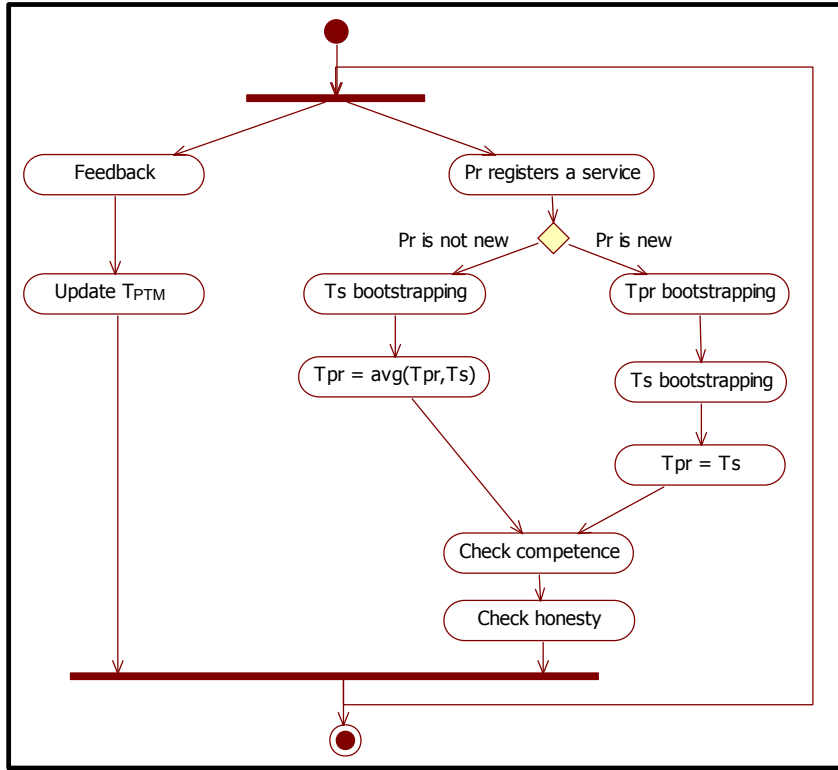 Feedback
Pr registers a service
Pr is not new
Pr is new
Update TPTM
Ts bootstrapping
Tpr bootstrapping
Tpr = avg(Tpr,Ts)
Ts bootstrapping
Tpr = Ts
Check competence
Check honesty